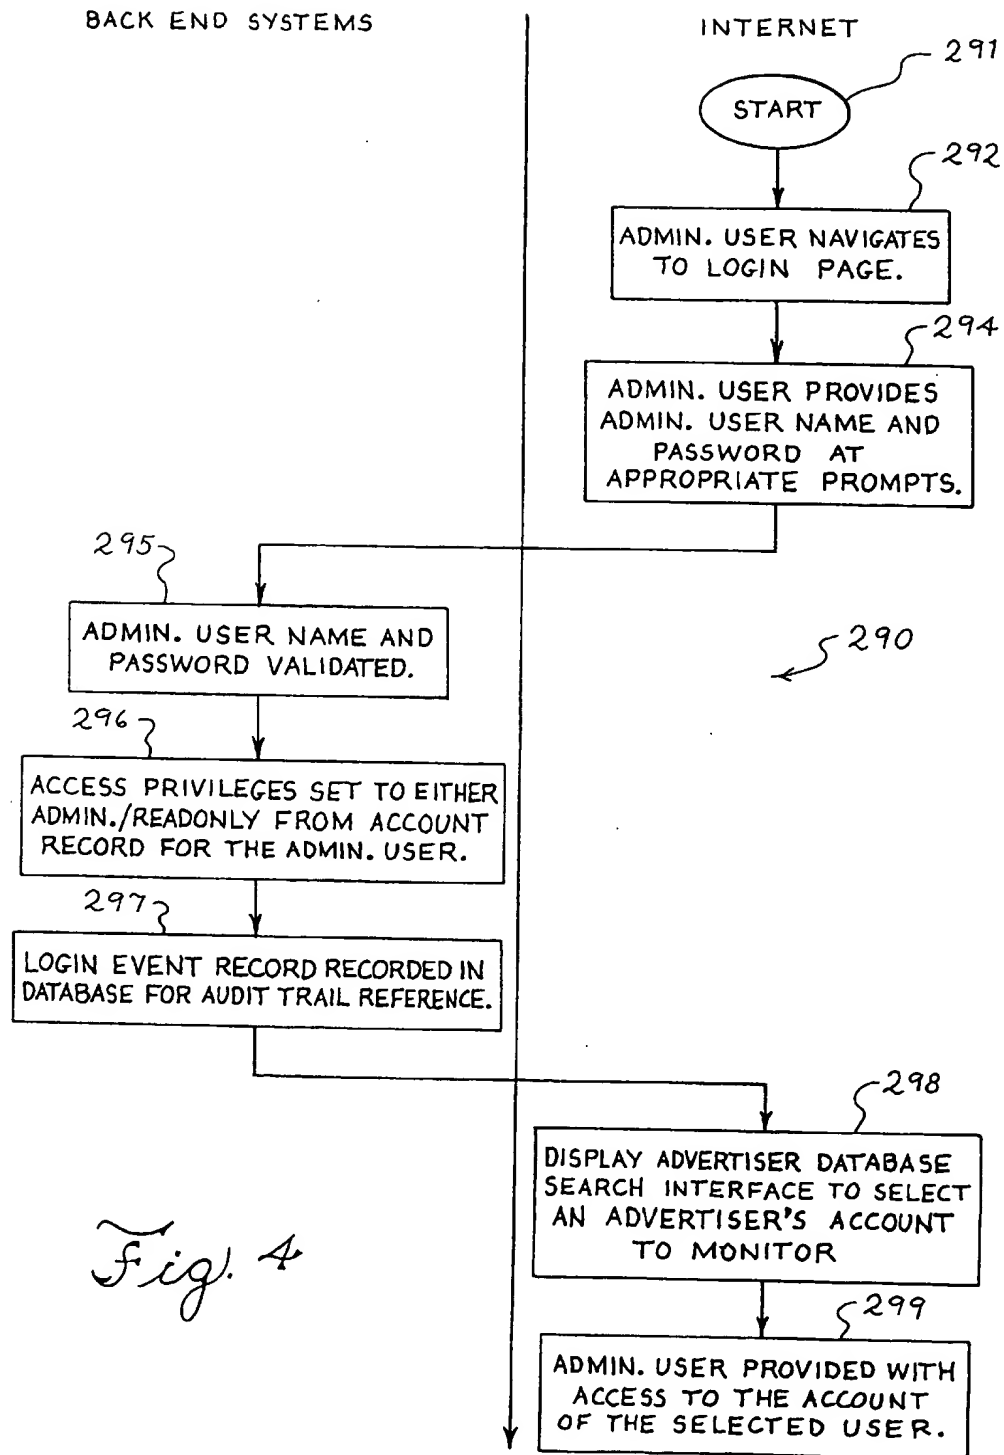 BACK END SYSTEMS
INTERNET
291
START
292
ADMIN. USER NAVIGATES
TO LOGIN PAGE.
294
ADMIN. USER PROVIDES
ADMIN. USER NAME AND
PASSWORD AT
APPROPRIATE PROMPTS.
295
ADMIN. USER NAME AND
PASSWORD VALIDATED.
290
296
ACCESS PRIVILEGES SET TO EITHER
ADMIN./READONLY FROM ACCOUNT
RECORD FOR THE ADMIN. USER.
297
LOGIN EVENT RECORD RECORDED IN
DATABASE FOR AUDIT TRAIL REFERENCE.
298
DISPLAY ADVERTISER DATABASE
SEARCH INTERFACE TO SELECT
AN ADVERTISER'S ACCOUNT
TO MONITOR
Fig. 4
299
ADMIN. USER PROVIDED WITH
ACCESS TO THE ACCOUNT
OF THE SELECTED USER.